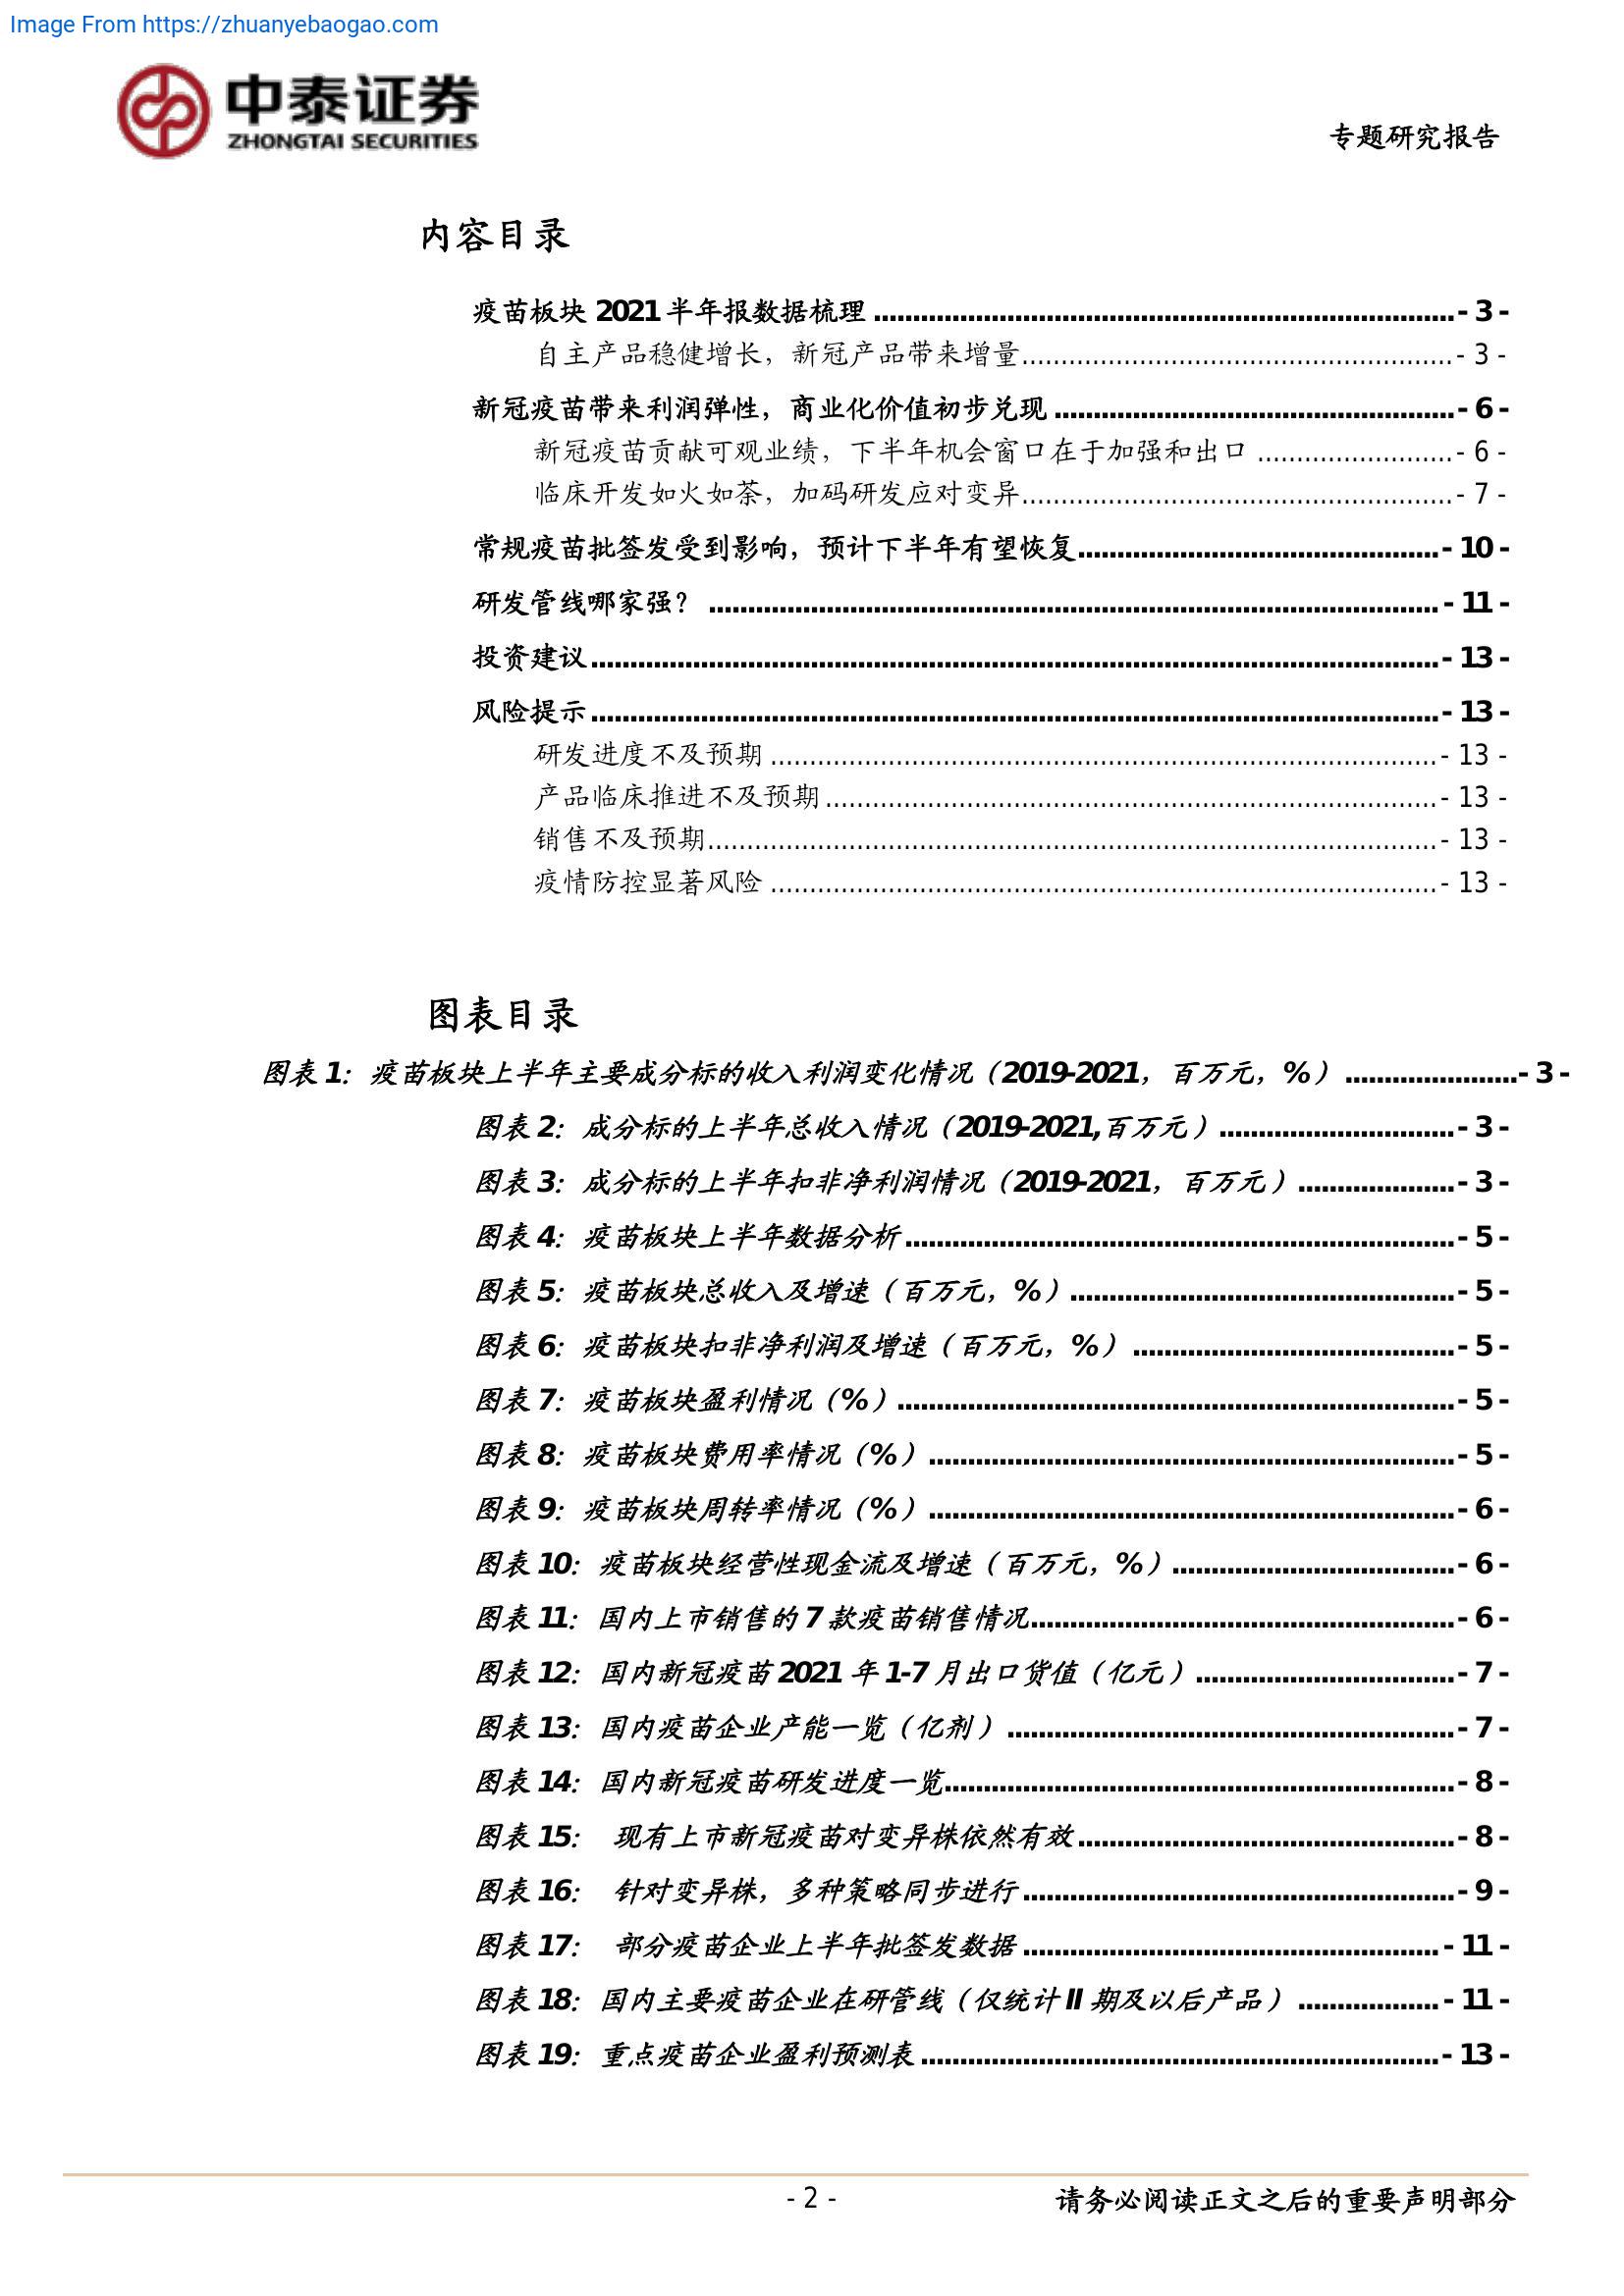 Image From https://zhuanyebaogao.com
中泰证券
ZHONGTAI SECURITIES
专题研究报告
内容目录
疫苗板块 2021 半年报数据梳理 ........................................................................ - 3 -
自主产品稳健增长，新冠产品带来增量....................................................... - 3 -
新冠疫苗带来利润弹性，商业化价值初步兑现 .................................................. - 6 -
新冠疫苗贡献可观业绩，下半年机会窗口在于加强和出口 ......................... - 6 -
临床开发如火如荼，加码研发应对变异....................................................... - 7 -
常规疫苗批签发受到影响，预计下半年有望恢复............................................. - 10 -
研发管线哪家强？ ........................................................................................... - 11 -
投资建议.......................................................................................................... - 13 -
风险提示.......................................................................................................... - 13 -
研发进度不及预期 ..................................................................................... - 13 -
产品临床推进不及预期.............................................................................. - 13 -
销售不及预期............................................................................................. - 13 -
疫情防控显著风险 ..................................................................................... - 13 -
图表目录
图表 1：疫苗板块上半年主要成分标的收入利润变化情况（2019-2021，百万元，%） ......................- 3 -
图表 2：成分标的上半年总收入情况（2019-2021,百万元）.............................. - 3 -
图表 3：成分标的上半年扣非净利润情况（2019-2021，百万元）.................... - 3 -
图表 4：疫苗板块上半年数据分析...................................................................... - 5 -
图表 5：疫苗板块总收入及增速（百万元，%）................................................. - 5 -
图表 6：疫苗板块扣非净利润及增速（百万元，%） ......................................... - 5 -
图表 7：疫苗板块盈利情况（%）....................................................................... - 5 -
图表 8：疫苗板块费用率情况（%）................................................................... - 5 -
图表 9：疫苗板块周转率情况（%）................................................................... - 6 -
图表 10：疫苗板块经营性现金流及增速（百万元，%）.................................... - 6 -
图表 11：国内上市销售的 7 款疫苗销售情况...................................................... - 6 -
图表 12：国内新冠疫苗 2021 年 1-7 月出口货值（亿元）................................. - 7 -
图表 13：国内疫苗企业产能一览（亿剂）......................................................... - 7 -
图表 14：国内新冠疫苗研发进度一览................................................................. - 8 -
图表 15： 现有上市新冠疫苗对变异株依然有效................................................ - 8 -
图表 16： 针对变异株，多种策略同步进行....................................................... - 9 -
图表 17： 部分疫苗企业上半年批签发数据 ..................................................... - 11 -
图表 18：国内主要疫苗企业在研管线（仅统计 II 期及以后产品） .................. - 11 -
图表 19：重点疫苗企业盈利预测表.................................................................. - 13 -
- 2 -
请务必阅读正文之后的重要声明部分